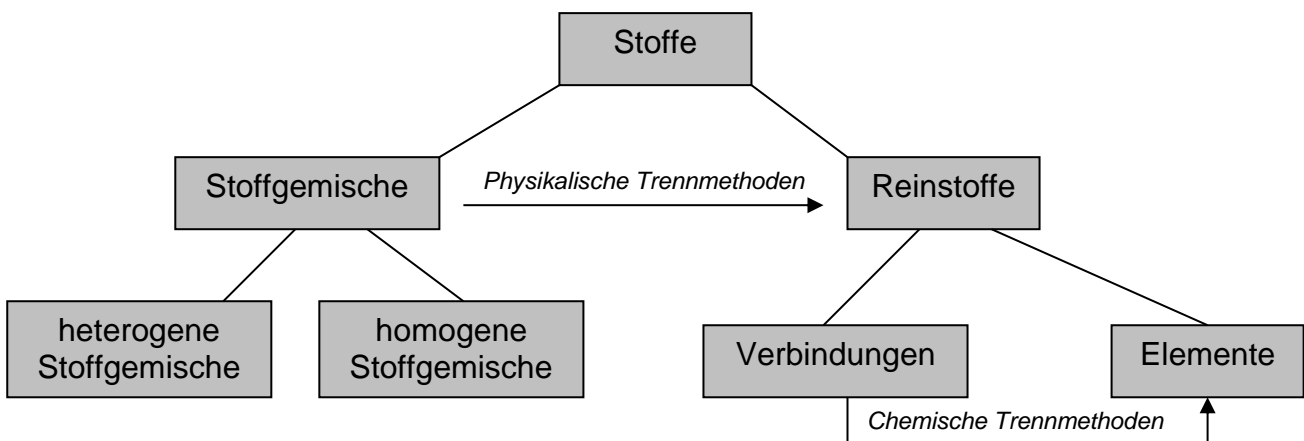 Stoffe
Stoffgemische
Physikalische Trennmethoden
Reinstoffe
heterogene
Stoffgemische
homogene
Stoffgemische
Verbindungen
Elemente
Chemische Trennmethoden